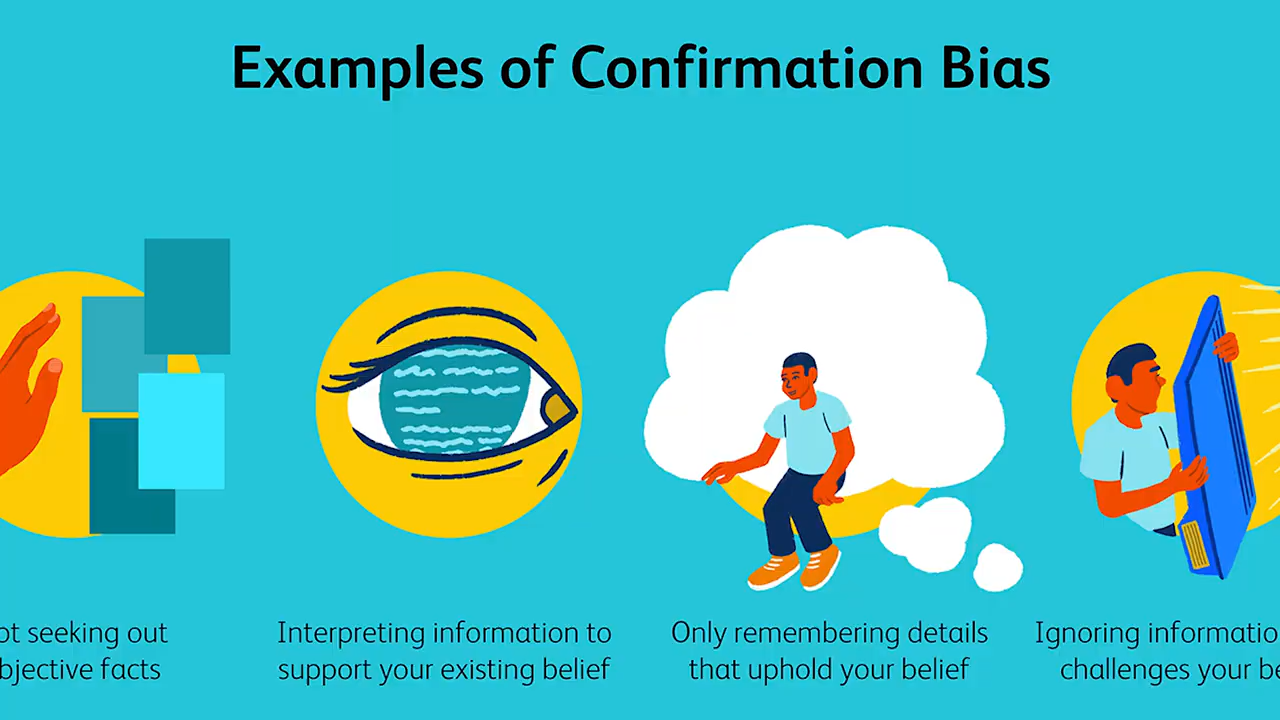 Examples of Confirmation Bias
ot seeking out
bjective facts
Interpreting information to
support your existing belief
Only remembering details
that uphold your belief
Ignoring informatio
challenges your be